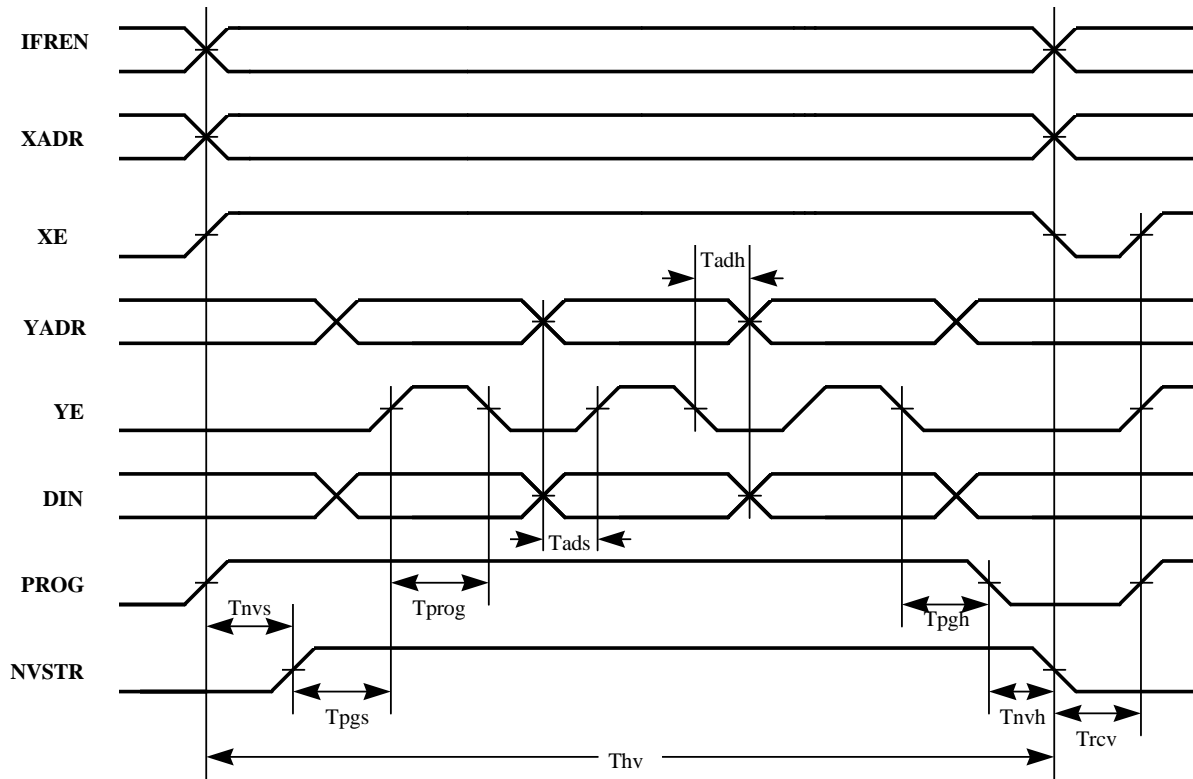 IFREN
XADR
XE
Tadh
YADR
YE
DIN
Tads
PROG
Tnvs
Tprog
Tpgh
NVSTR
Tpgs
Tnvh
Trcv
Thv